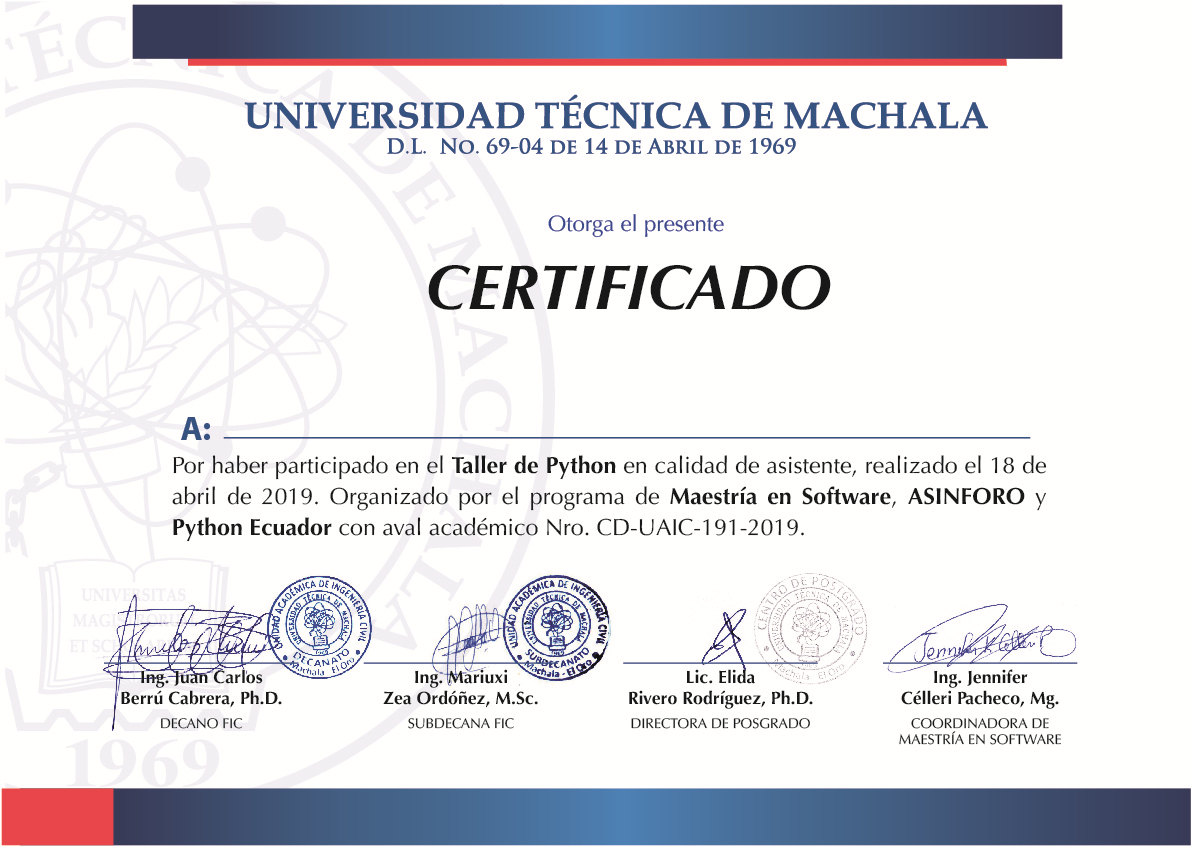 UNIVERSIDAD TÉCNICA DE MACHALA
D.L. No. 69-04 DE 14 DE ABRIL DE 1969
Otorga el presente
CERTIFICADO
A:
Por haber participado en el Taller de Python en calidad de asistente, realizado el 18 de
abril de 2019. Organizado por el programa de Maestría en Software, ASINFORO y
Python Ecuador con aval académico Nro. CD-UAIC-191-2019.
UNIDAD ACADÉMICA DE INGENIERÍA CIVIL
UNIVERSIDAD TÉCNICA DE MACHALA
1969
DECANATO
Machala - El Oro
UNIDAD ACADÉMICA DE INGENIERÍA CIVIL
UNIVERSIDAD TÉCNICA DE MACHALA
1969
SUBDECANATO
Machala - El Oro
CENTRO DE POSTGRADO
UNIVERSIDAD TÉCNICA DE MACHALA
Machala El Oro
Ing. Juan Carlos
Berrú Cabrera, Ph.D.
DECANO FIC
Ing. Mariuxi
Zea Ordóñez, M.Sc.
SUBDECANA FIC
Lic. Elida
Rivero Rodríguez, Ph.D.
DIRECTORA DE POSGRADO
Ing. Jennifer
Célleri Pacheco, Mg.
COORDINADORA DE
MAESTRÍA EN SOFTWARE
TÉCNICA DE MACHALA
UNIVERSITAS
1969